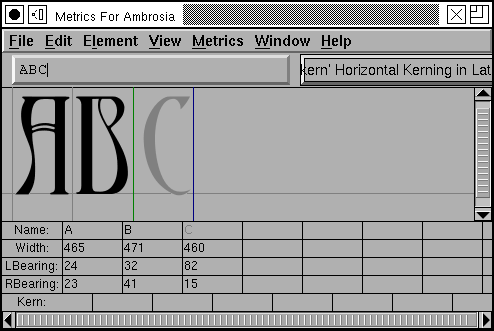 Metrics For Ambrosia
File Edit Element View Metrics Window Help
ABC kern' Horizontal Kerning in Lat
ABC
Name: A B C
Width: 465 471 460
LBearing: 24 32 82
RBearing: 23 41 15
Kern: